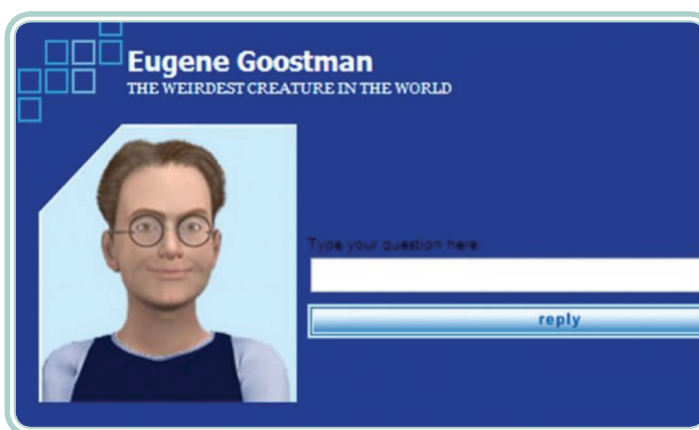 Eugene Goostman
THE WEIRDEST CREATURE IN THE WORLD
Type your question here:
reply